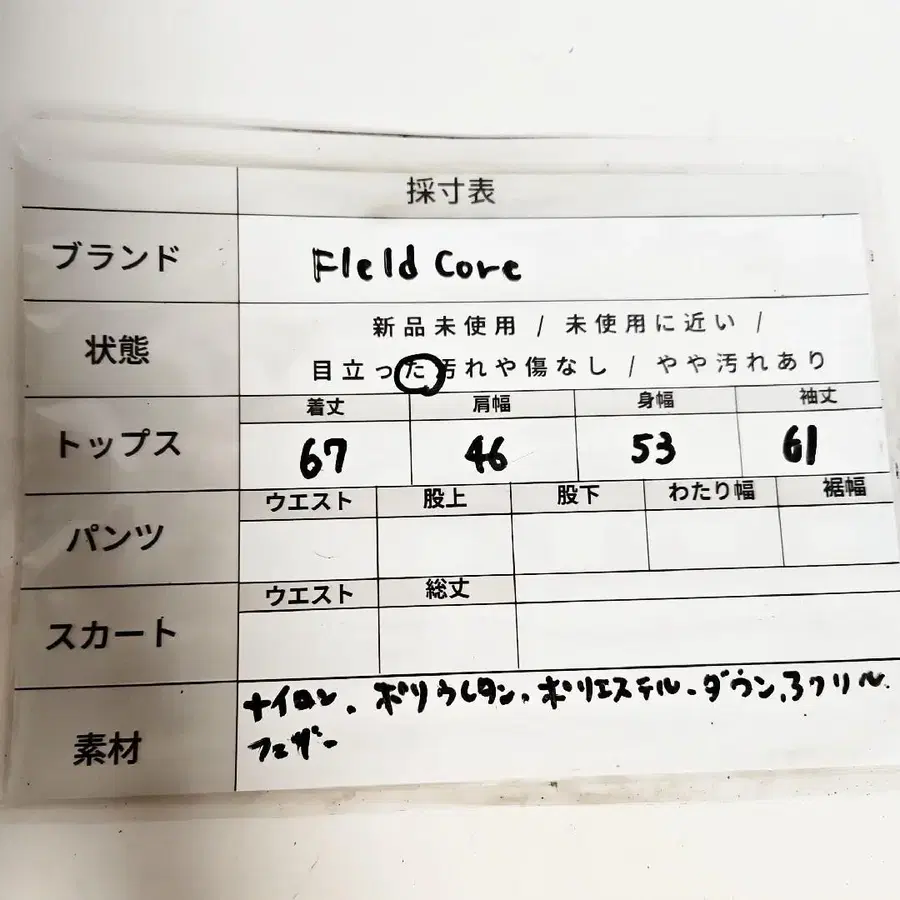 採寸表
ブランド Field Core
状態 新品未使用 / 未使用に近い /
目立った汚れや傷なし / やや汚れあり
トップス 着丈 肩幅 身幅 袖丈
67 46 53 61
パンツ ウエスト 股上 股下 わたり幅 裾幅
スカート ウエスト 総丈
素材 ナイロン、ポリウレタン、ポリエステル、ダウン、アクリル、
フェザー